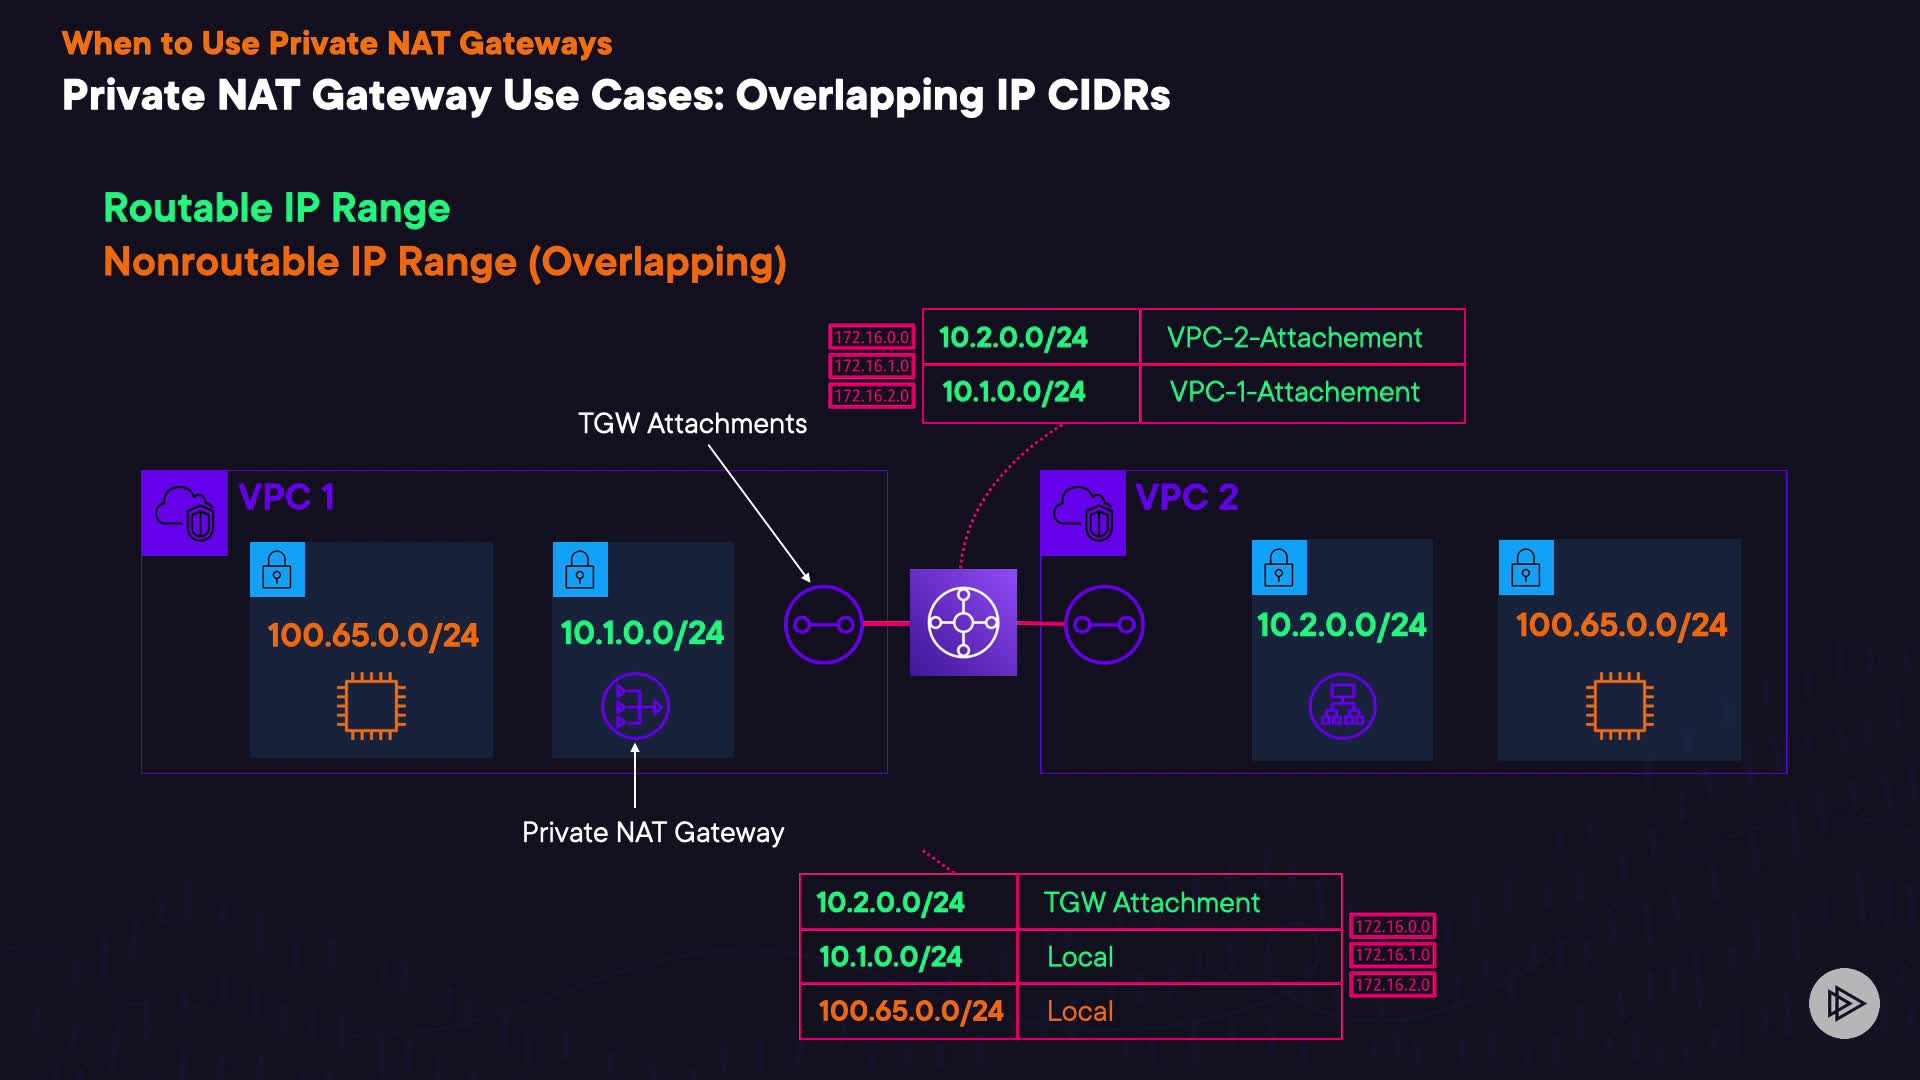 When to Use Private NAT Gateways
Private NAT Gateway Use Cases: Overlapping IP CIDRs
Routable IP Range
Nonroutable IP Range (Overlapping)
172.16.0.0
172.16.1.0
172.16.2.0
10.2.0.0/24 VPC-2-Attachement
10.1.0.0/24 VPC-1-Attachement
TGW Attachments
VPC 1
100.65.0.0/24
10.1.0.0/24
VPC 2
10.2.0.0/24
100.65.0.0/24
Private NAT Gateway
10.2.0.0/24 TGW Attachment
10.1.0.0/24 Local
100.65.0.0/24 Local
172.16.0.0
172.16.1.0
172.16.2.0